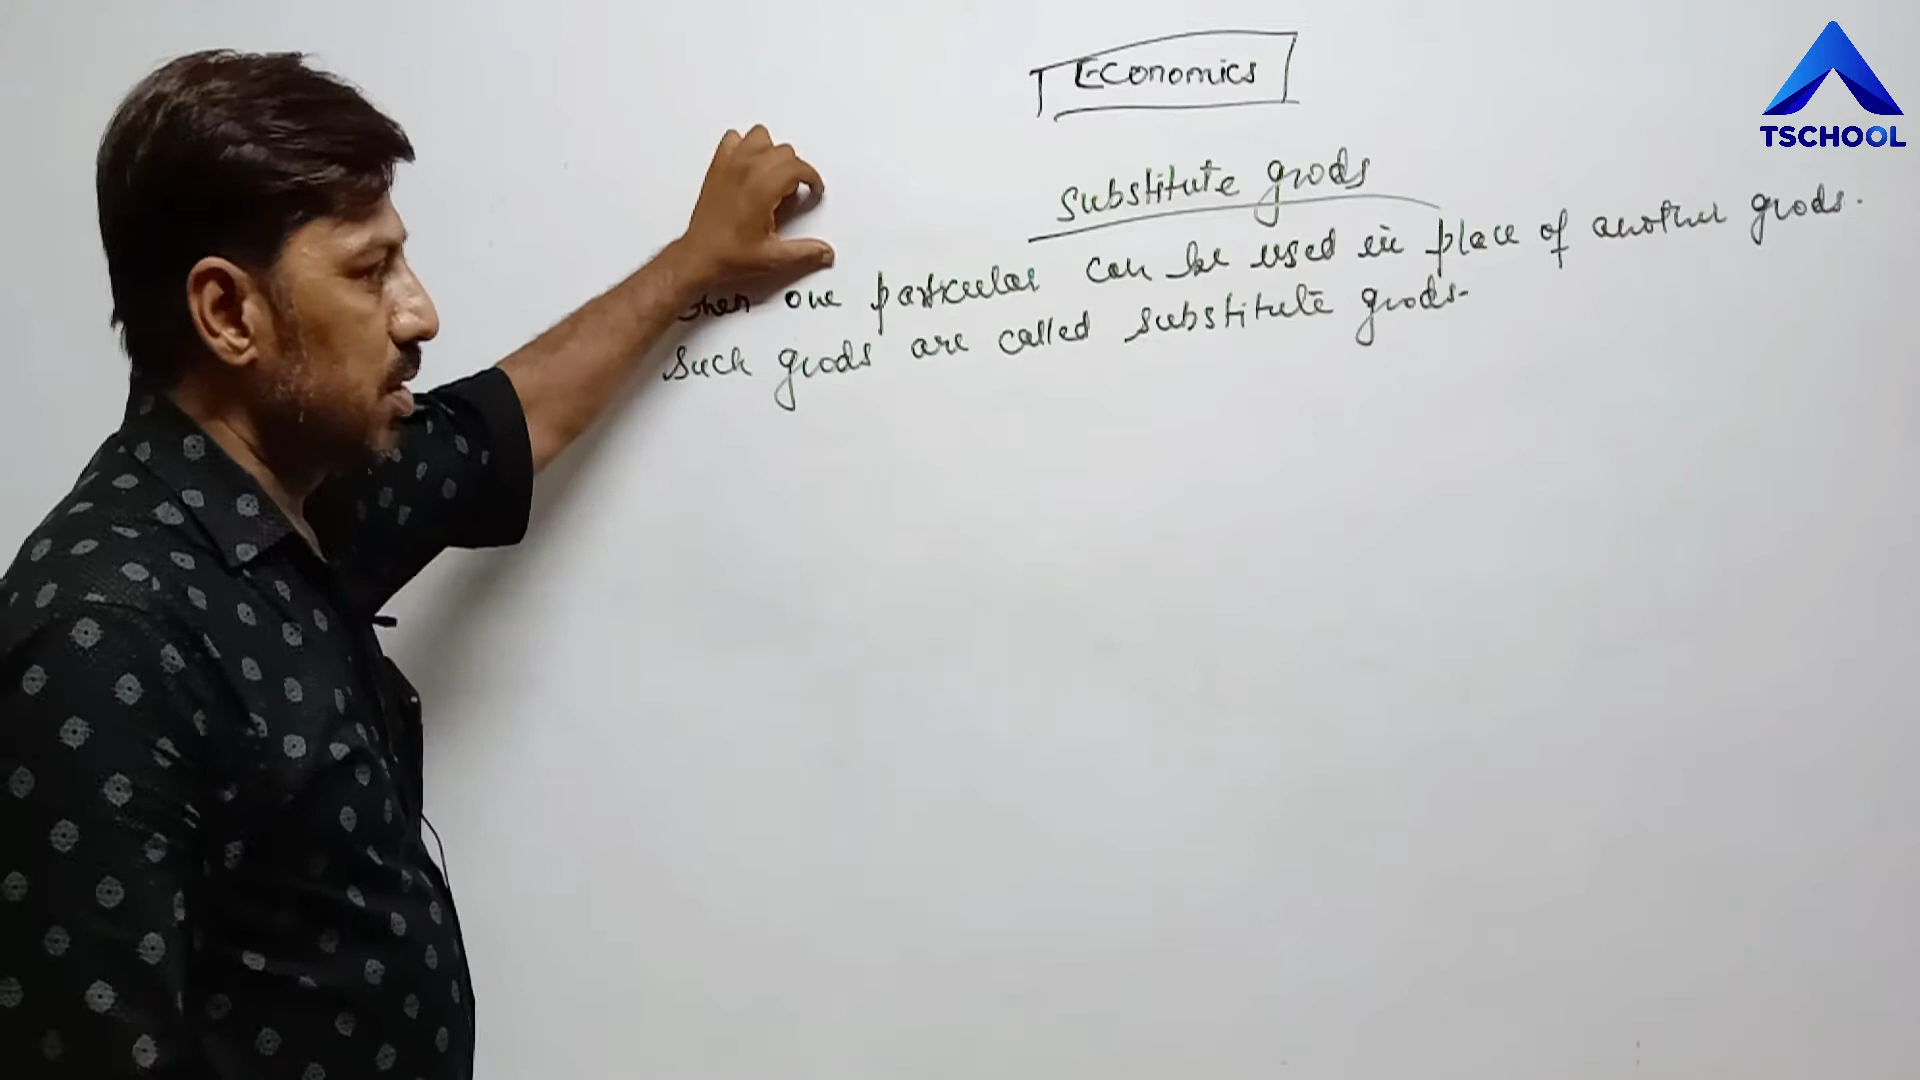 Economics
TSCHOOL
Substitute goods
When one particular can be used in place of another goods.
Such goods are called substitute goods.